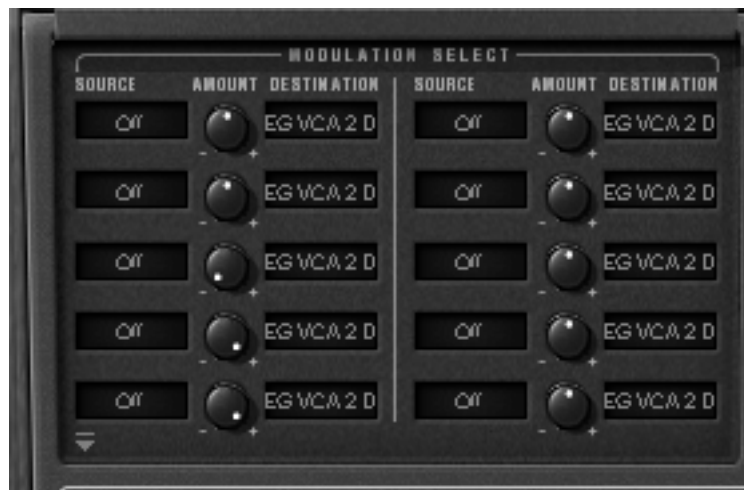 MODULATION SELECT
SOURCE AMOUNT DESTINATION SOURCE AMOUNT DESTINATION
Off EG VCA 2 D Off EG VCA 2 D
- + - +
Off EG VCA 2 D Off EG VCA 2 D
- + - +
Off EG VCA 2 D Off EG VCA 2 D
- + - +
Off EG VCA 2 D Off EG VCA 2 D
- + - +
Off EG VCA 2 D Off EG VCA 2 D
- + - +